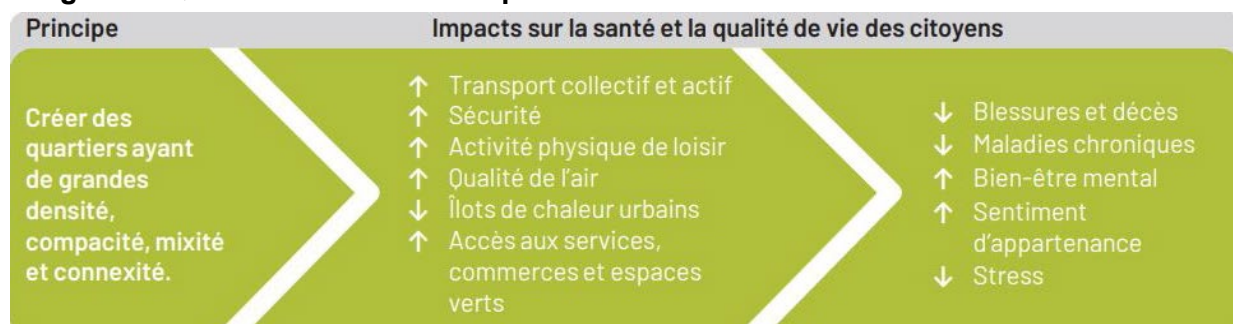 Principe
Impacts sur la santé et la qualité de vie des citoyens
Créer des
quartiers ayant
de grandes
densité,
compacité, mixité
et connexité.
↑ Transport collectif et actif
↑ Sécurité
↑ Activité physique de loisir
↑ Qualité de l'air
↓ Îlots de chaleur urbains
↑ Accès aux services,
commerces et espaces
verts
↓ Blessures et décès
↓ Maladies chroniques
↑ Bien-être mental
↑ Sentiment
d'appartenance
↓ Stress